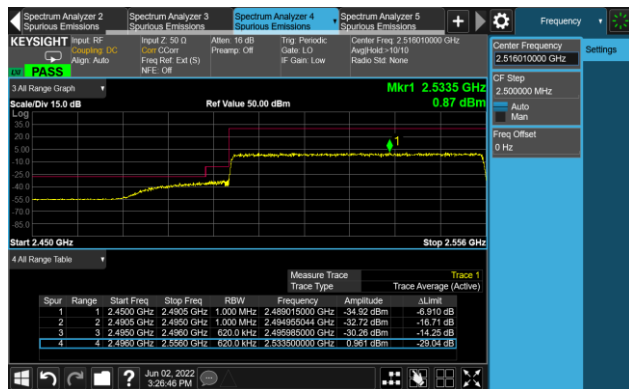 Spectrum Analyzer 2
Spurious Emissions
Spectrum Analyzer 3
Spurious Emissions
Spectrum Analyzer 4
Spurious Emissions
Spectrum Analyzer 5
Spurious Emissions
Frequency
KEYSIGHT
Input: RF
Coupling: DC
Align: Auto
Input Z: 50 Ω
Corr CCorr
Freq Ref: Ext (S)
NFE: Off
Atten: 16 dB
Preamp: Off
Trig: Periodic
Gate: LO
IF Gain: Low
Center Freq: 2.516010000 GHz
Avg|Hold:>10/10
Radio Std: None
PASS
3 All Range Graph
Mkr1 2.5335 GHz
Scale/Div 15.0 dB
Ref Value 50.00 dBm
0.87 dBm
Log
35.0
20.0
5.00
-10.0
-25.0
-40.0
-55.0
-70.0
-85.0
1
Start 2.450 GHz
Stop 2.556 GHz
4 All Range Table
Measure Trace Trace 1
Trace Type Trace Average (Active)
Spur Range Start Freq Stop Freq RBW Frequency Amplitude ΔLimit
1 1 2.4500 GHz 2.4905 GHz 1.000 MHz 2.489015000 GHz -34.92 dBm -6.910 dB
2 2 2.4905 GHz 2.4950 GHz 1.000 MHz 2.494955044 GHz -32.72 dBm -16.71 dB
3 3 2.4950 GHz 2.4960 GHz 620.0 kHz 2.495985000 GHz -30.26 dBm -14.25 dB
4 4 2.4960 GHz 2.5560 GHz 620.0 kHz 2.533500000 GHz 0.961 dBm -29.04 dB
Center Frequency
2.516010000 GHz
Settings
CF Step
2.500000 MHz
Auto
Man
Freq Offset
0 Hz
Jun 02, 2022
3:26:46 PM